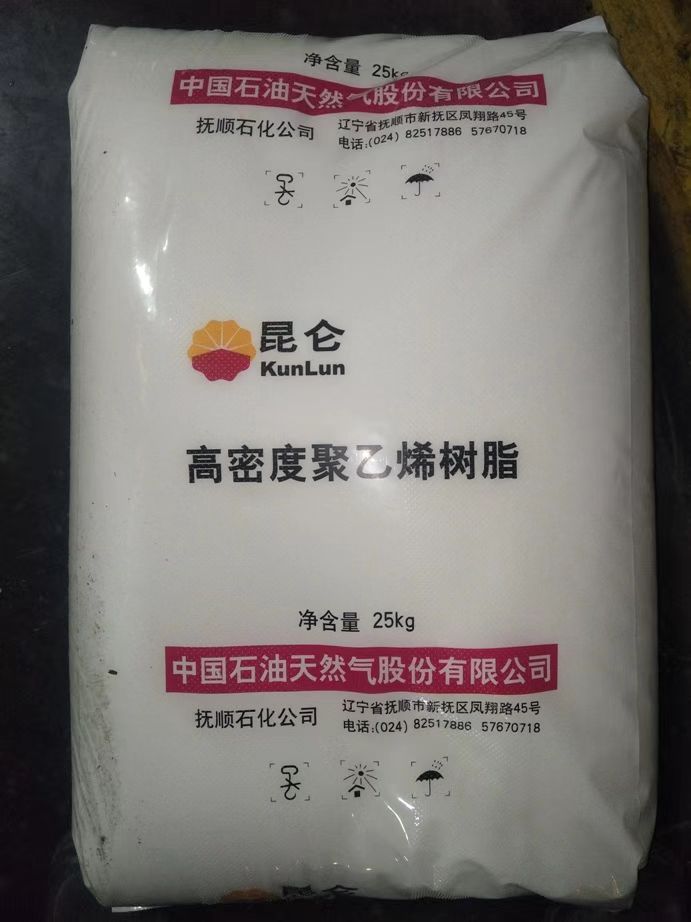 净含量 25kg
中国石油天然气股份有限公司
抚顺石化公司
辽宁省抚顺市新抚区凤翔路45号
电话:(024) 82517886 57670718
昆仑
KunLun
高密度聚乙烯树脂
净含量 25kg
中国石油天然气股份有限公司
抚顺石化公司
辽宁省抚顺市新抚区凤翔路45号
电话:(024) 82517886 57670718
昆仑